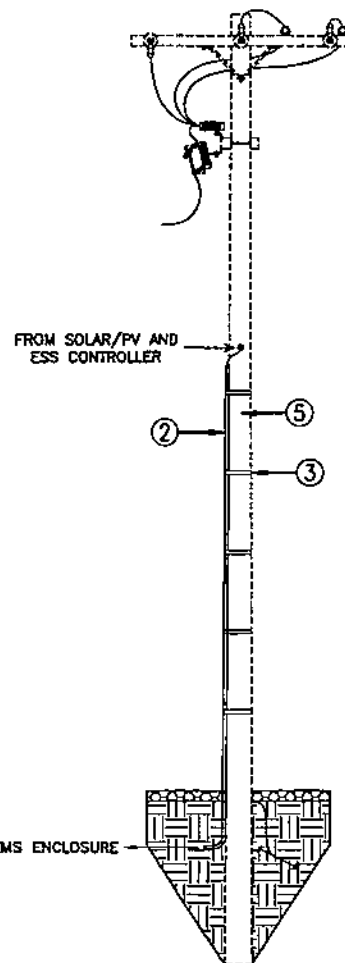 FROM SOLAR/PV AND
ESS CONTROLLER
5
2
3
MS ENCLOSURE